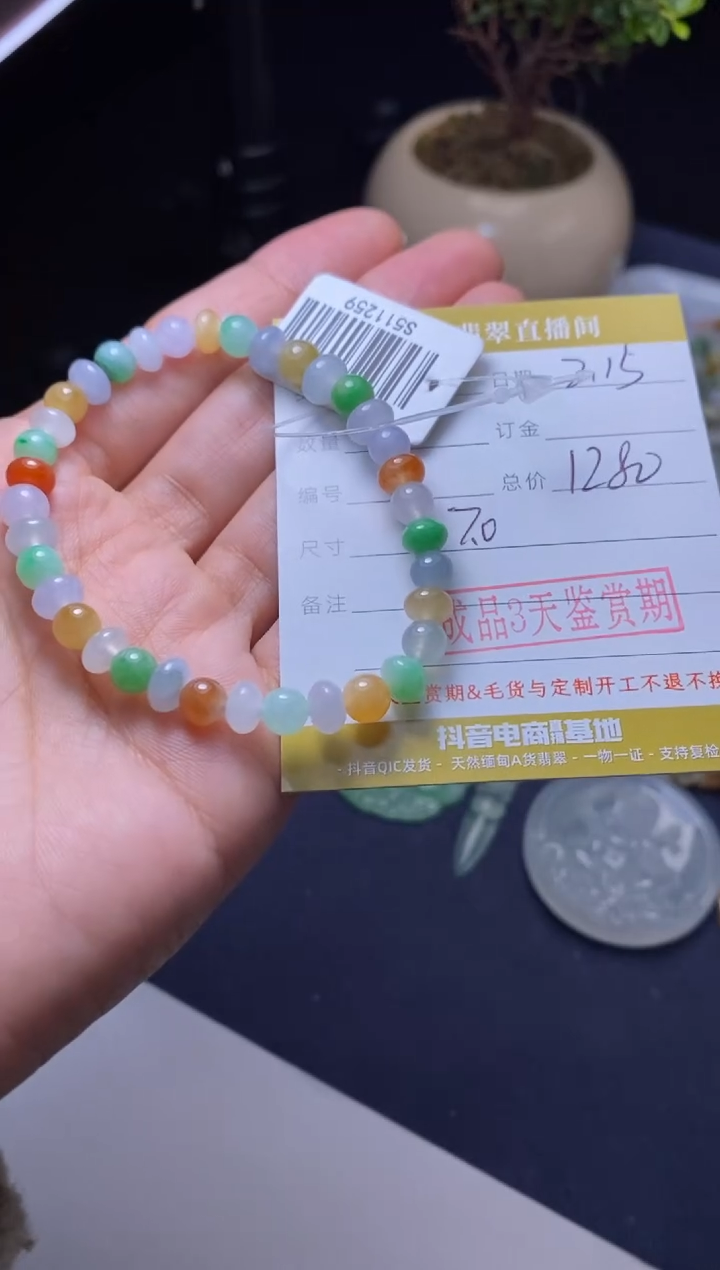 S511259
翡翠直播间
日期 2.15
数量 订金
编号 总价 1280
尺寸 7.0
备注
成品3天鉴赏期
赏期&毛货与定制开工不退不换
抖音电商 基地
- 抖音QIC发货 - 天然缅甸A货翡翠 - 一物一证 - 支持复检